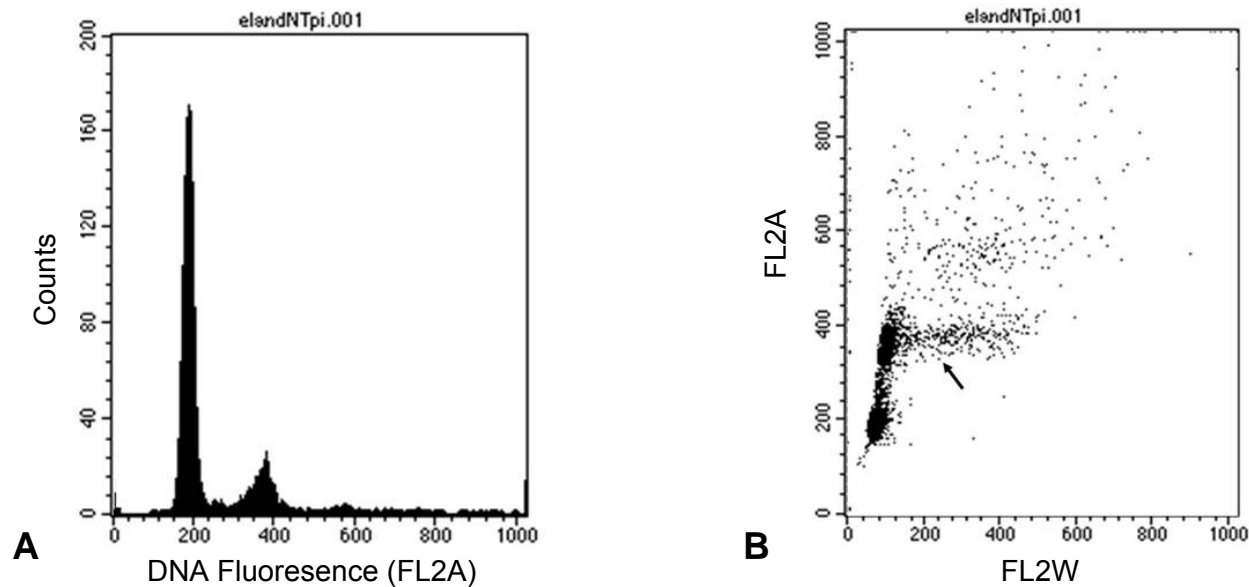 elandNTpi.001
200
160
120
80
40
0
Counts
0 200 400 600 800 1000
DNA Fluoresence (FL2A)
A
elandNTpi.001
1000
800
600
400
200
0
FL2A
0 200 400 600 800 1000
FL2W
B